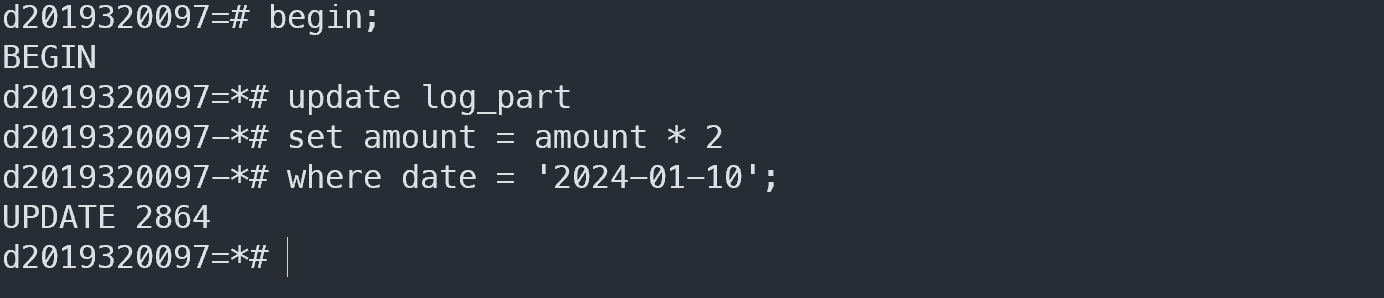 d2019320097=# begin;
BEGIN
d2019320097=*# update log_part
d2019320097-*# set amount = amount * 2
d2019320097-*# where date = '2024-01-10';
UPDATE 2864
d2019320097=*#